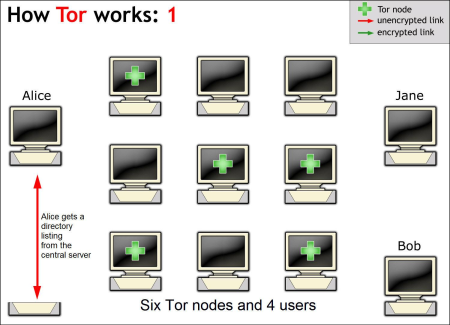 How Tor works: 1
Tor node
unencrypted link
encrypted link
Alice
Jane
Alice gets a
directory
listing
from the
central server
Bob
Six Tor nodes and 4 users